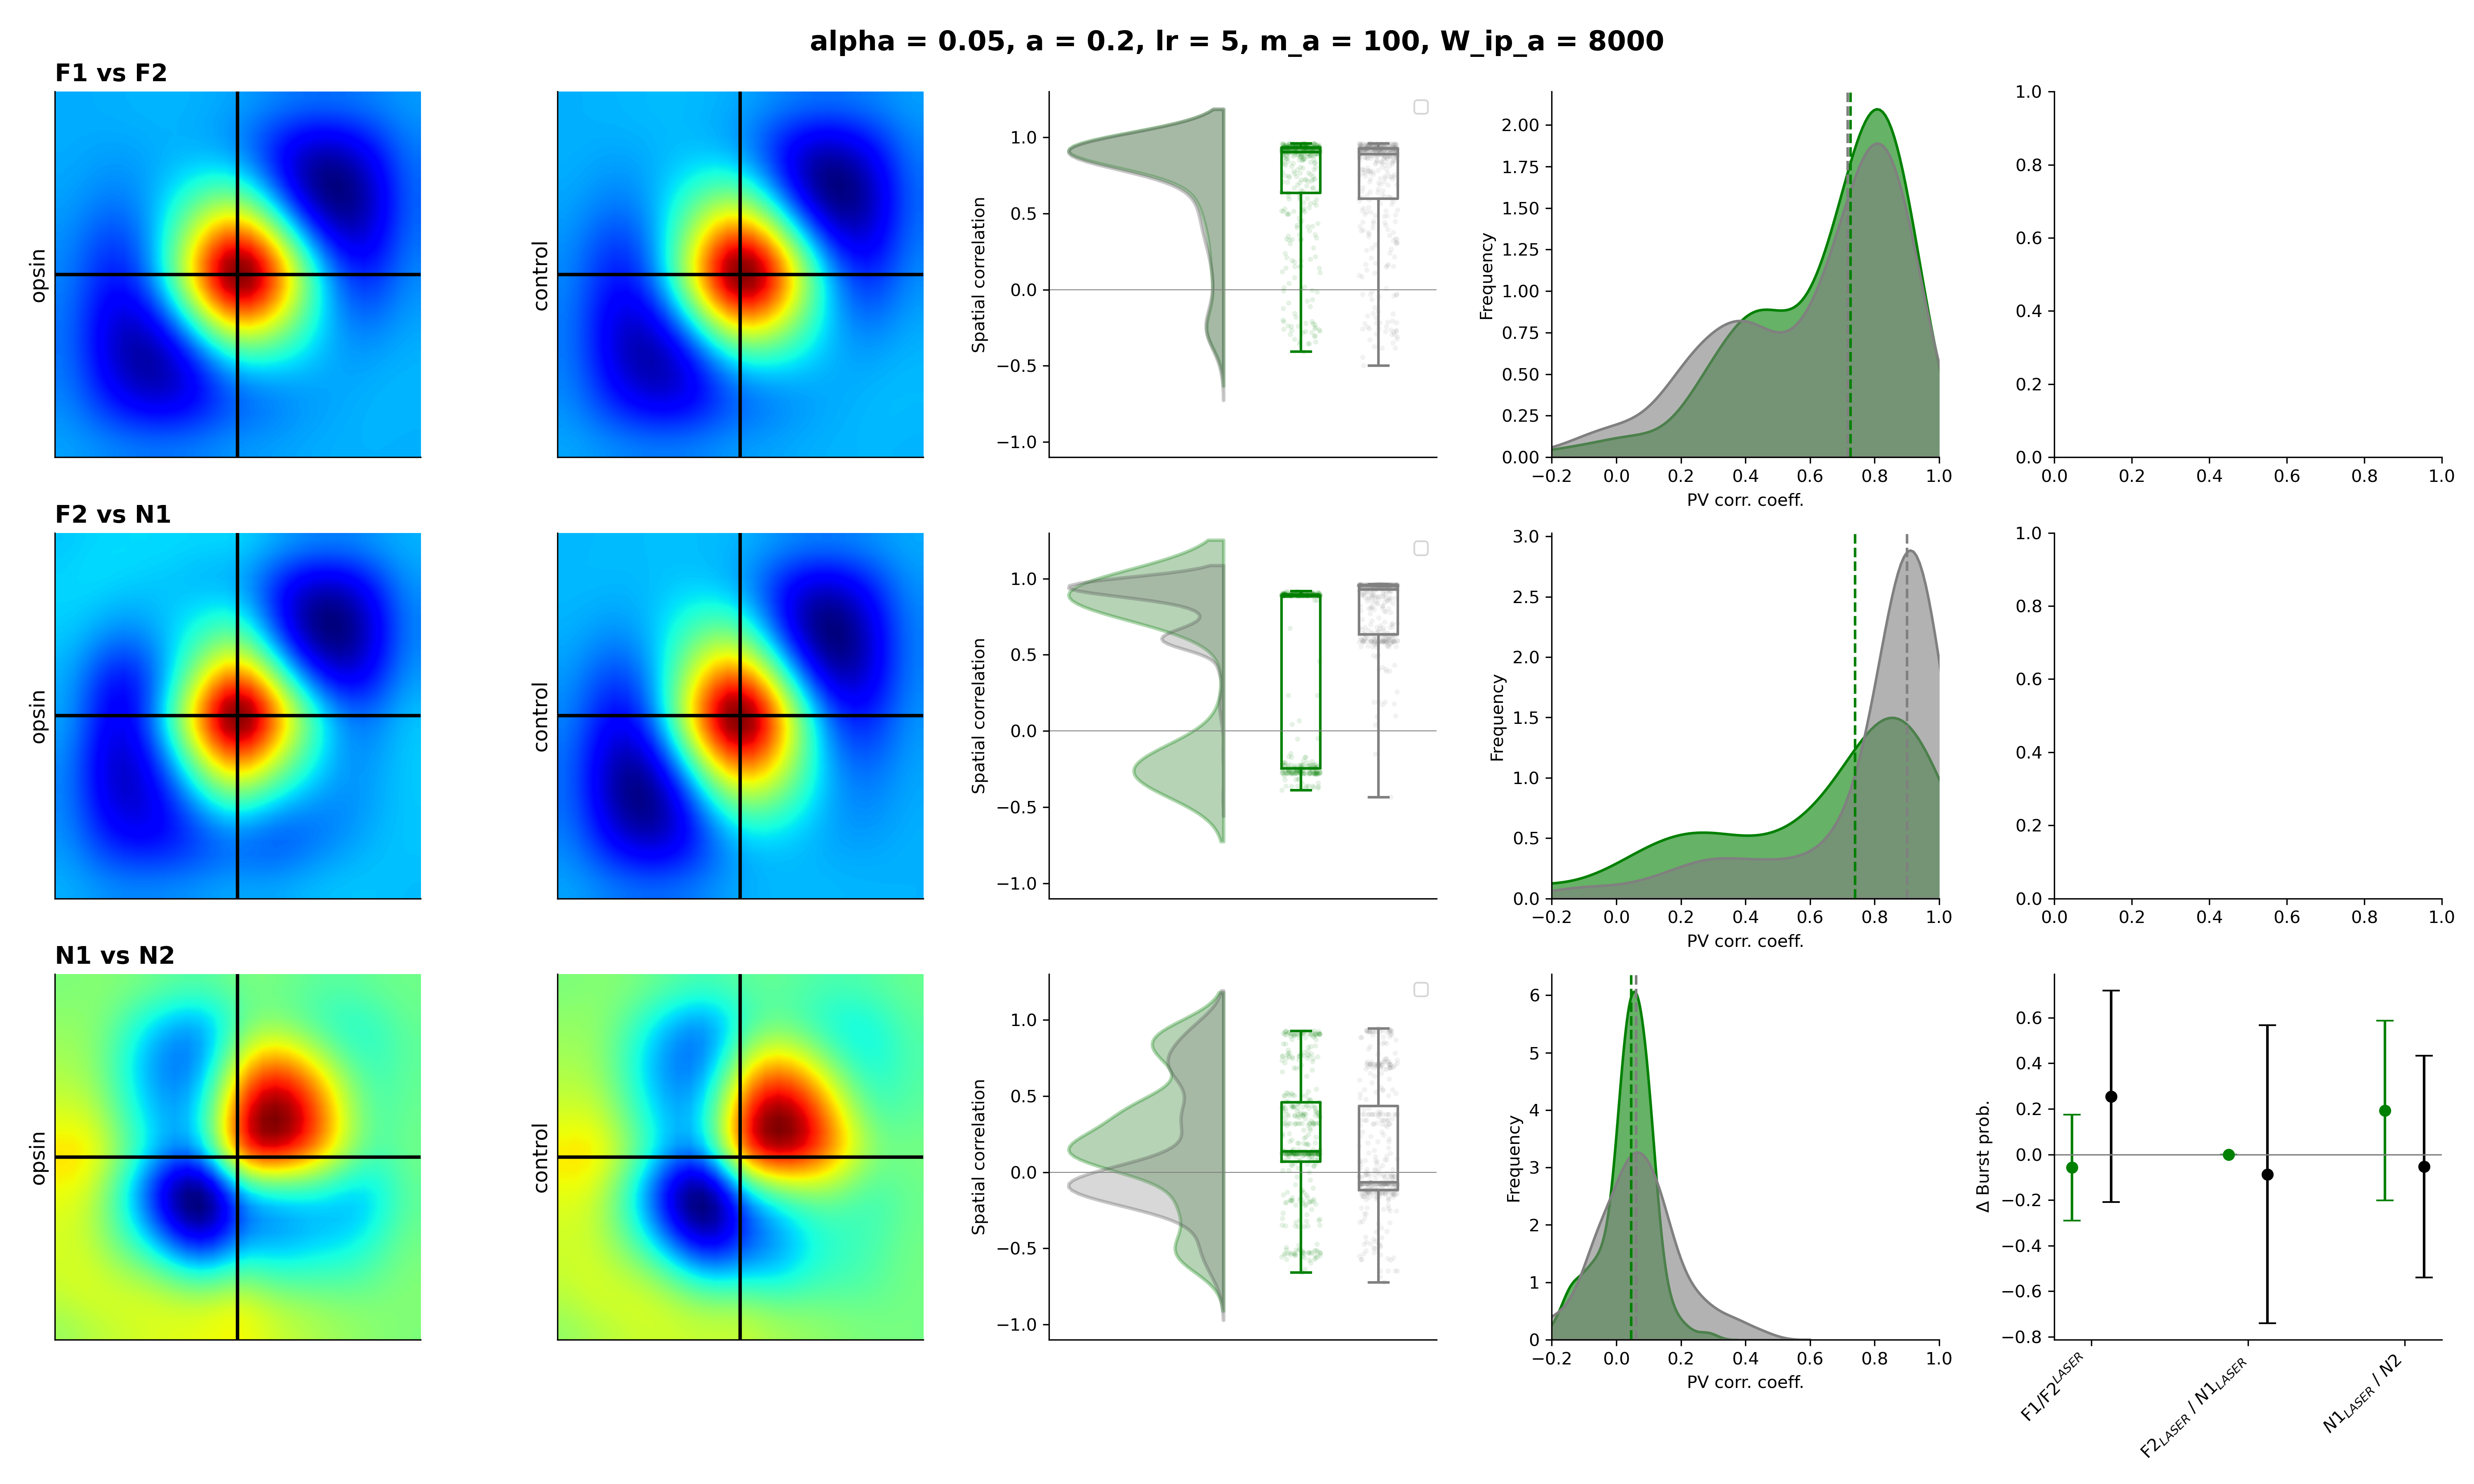 alpha = 0.05, a = 0.2, lr = 5, m_a = 100, W_ip_a = 8000
F1 vs F2
opsin
control
Spatial correlation
1.0
0.5
0.0
−0.5
−1.0
Frequency
2.00
1.75
1.50
1.25
1.00
0.75
0.50
0.25
0.00
−0.2 0.0 0.2 0.4 0.6 0.8 1.0
PV corr. coeff.
1.0
0.8
0.6
0.4
0.2
0.0
0.0 0.2 0.4 0.6 0.8 1.0
F2 vs N1
opsin
control
Spatial correlation
1.0
0.5
0.0
−0.5
−1.0
Frequency
3.0
2.5
2.0
1.5
1.0
0.5
0.0
−0.2 0.0 0.2 0.4 0.6 0.8 1.0
PV corr. coeff.
1.0
0.8
0.6
0.4
0.2
0.0
0.0 0.2 0.4 0.6 0.8 1.0
N1 vs N2
opsin
control
Spatial correlation
1.0
0.5
0.0
−0.5
−1.0
Frequency
6
5
4
3
2
1
0
−0.2 0.0 0.2 0.4 0.6 0.8 1.0
PV corr. coeff.
Δ Burst prob.
0.6
0.4
0.2
0.0
−0.2
−0.4
−0.6
−0.8
F1/F2LASER
F2LASER / N1LASER
N1LASER / N2